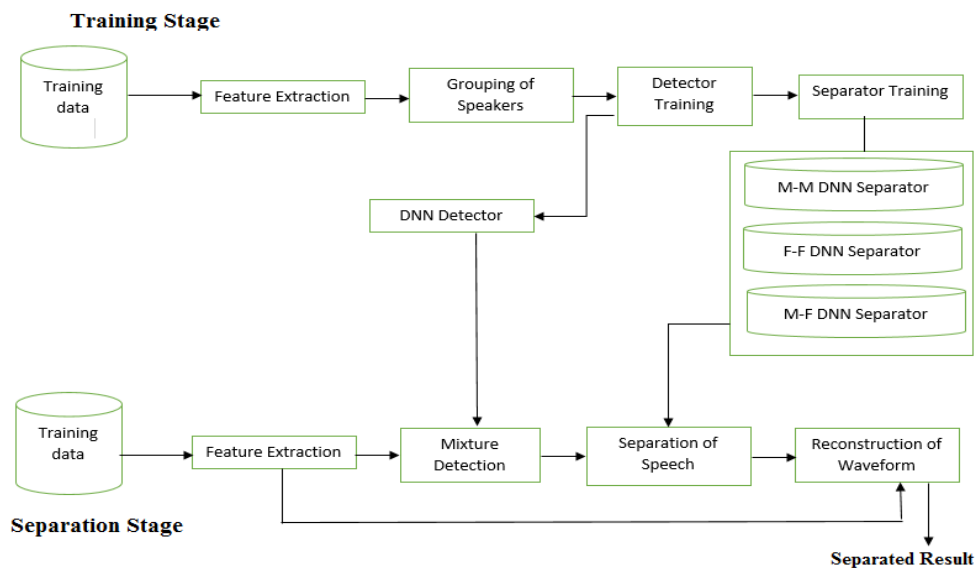 Training Stage
Training
data
Feature Extraction
Grouping of
Speakers
Detector
Training
Separator Training
M-M DNN Separator
F-F DNN Separator
M-F DNN Separator
DNN Detector
Training
data
Feature Extraction
Mixture
Detection
Separation of
Speech
Reconstruction of
Waveform
Separation Stage
Separated Result